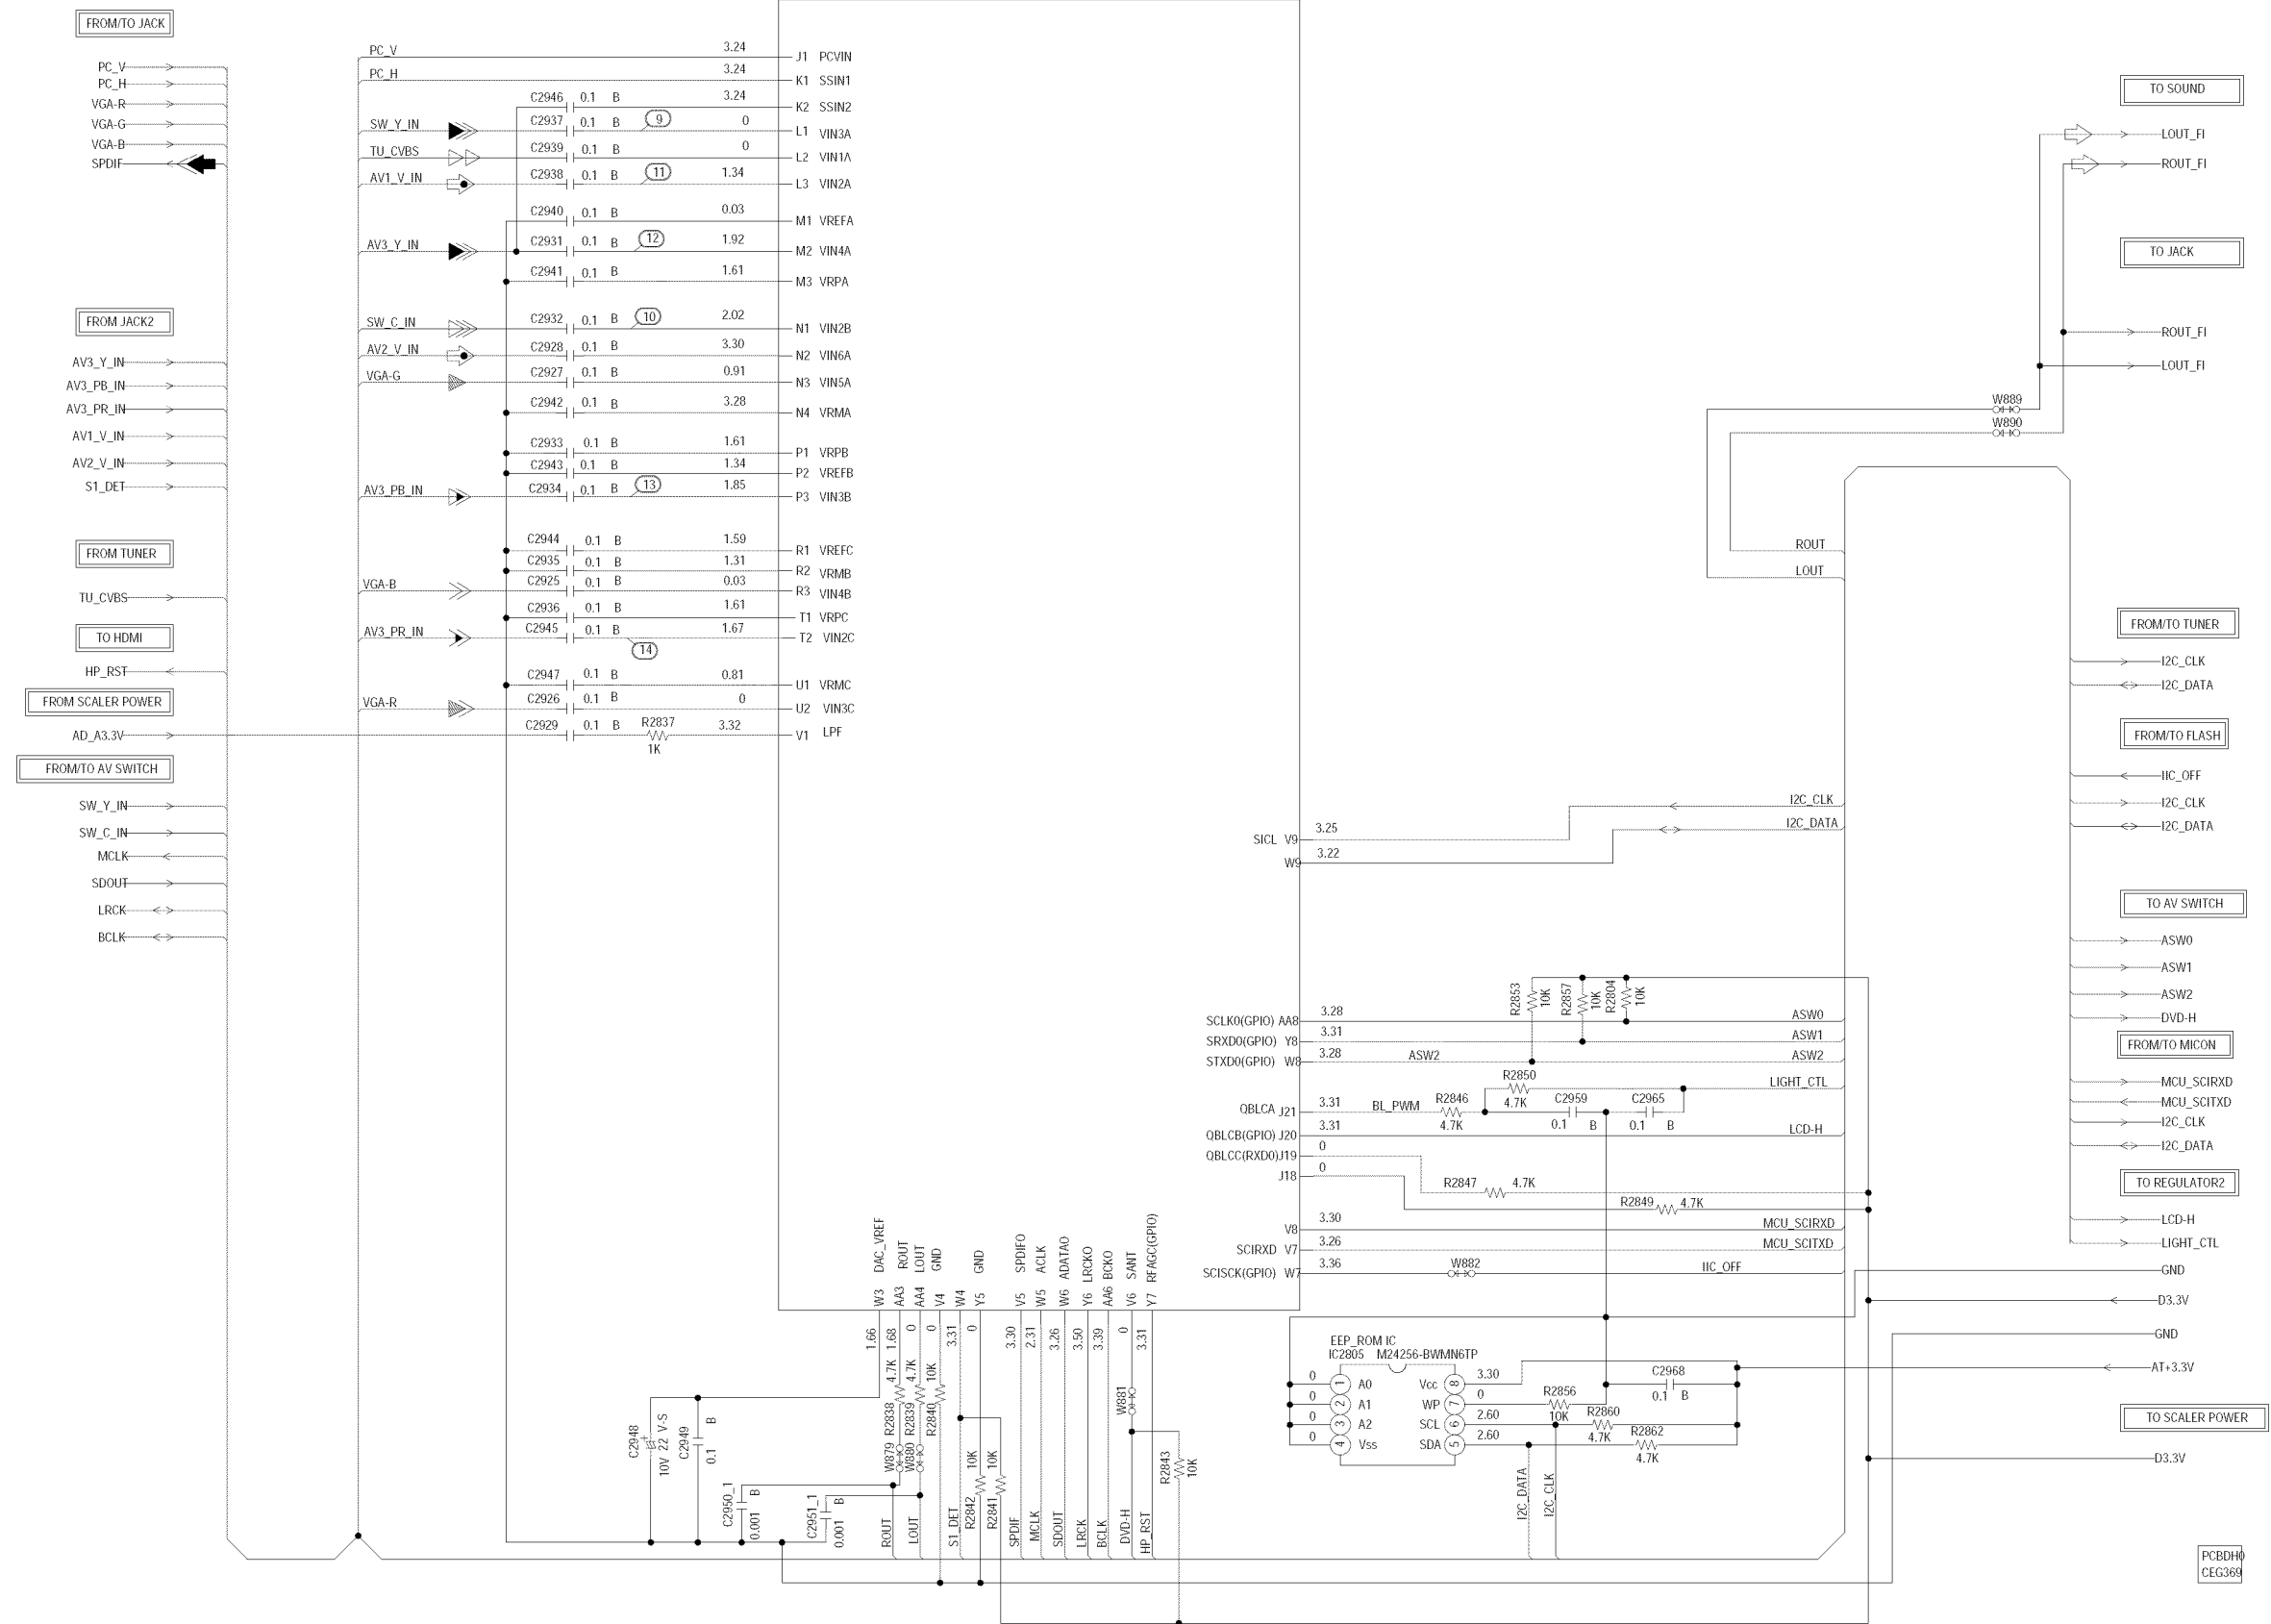 FROM/TO JACK
PC_V
PC_H
VGA-R
VGA-G
VGA-B
SPDIF
FROM JACK2
AV3_Y_IN
AV3_PB_IN
AV3_PR_IN
AV1_V_IN
AV2_V_IN
S1_DET
FROM TUNER
TU_CVBS
TO HDMI
HP_RST
FROM SCALER POWER
AD_A3.3V
FROM/TO AV SWITCH
SW_Y_IN
SW_C_IN
MCLK
SDOUT
LRCK
BCLK
PC_V 3.24 J1 PCVIN
PC_H 3.24 K1 SSIN1
C2946 0.1 B 3.24 K2 SSIN2
SW_Y_IN C2937 0.1 B 9 0 L1 VIN3A
TU_CVBS C2939 0.1 B 0 L2 VIN1A
AV1_V_IN C2938 0.1 B 11 1.34 L3 VIN2A
C2940 0.1 B 0.03 M1 VREFA
AV3_Y_IN C2931 0.1 B 12 1.92 M2 VIN4A
C2941 0.1 B 1.61 M3 VRPA
SW_C_IN C2932 0.1 B 10 2.02 N1 VIN2B
AV2_V_IN C2928 0.1 B 3.30 N2 VIN6A
VGA-G C2927 0.1 B 0.91 N3 VIN5A
C2942 0.1 B 3.28 N4 VRMA
C2933 0.1 B 1.61 P1 VRPB
C2943 0.1 B 1.34 P2 VREFB
AV3_PB_IN C2934 0.1 B 13 1.85 P3 VIN3B
C2944 0.1 B 1.59 R1 VREFC
C2935 0.1 B 1.31 R2 VRMB
VGA-B C2925 0.1 B 0.03 R3 VIN4B
C2936 0.1 B 1.61 T1 VRPC
AV3_PR_IN C2945 0.1 B 14 1.67 T2 VIN2C
C2947 0.1 B 0.81 U1 VRMC
VGA-R C2926 0.1 B 0 U2 VIN3C
C2929 0.1 B R2837 1K 3.32 V1 LPF
SICL V9 3.25 I2C_CLK
W9 3.22 I2C_DATA
R2853 10K
R2857 10K
R2804 10K
SCLK0(GPIO) AA8 3.28 ASW0
SRXD0(GPIO) Y8 3.31 ASW1
STXD0(GPIO) W8 3.28 ASW2 ASW2
R2850 4.7K LIGHT_CTL
QBLCA J21 3.31 BL_PWM R2846 4.7K C2959 0.1 B C2965 0.1 B
QBLCB(GPIO) J20 3.31 LCD-H
QBLCC(RXD0) J19 0
J18 0
R2847 4.7K
R2849 4.7K
V8 3.30 MCU_SCIRXD
SCIRXD V7 3.26 MCU_SCITXD
SCISCK(GPIO) W7 3.36 W882 IIC_OFF
W3 DAC_VREF 1.66
AA3 ROUT 1.68
AA4 LOUT 0
V4 GND 0
W4 3.31
Y5 GND 0
V5 SPDIFO 3.30
W5 ACLK 2.31
W6 ADATAO 3.26
Y6 LRCKO 3.50
AA6 BCKO 3.39
V6 SANT 0
Y7 RFAGC(GPIO) 3.31
C2948 10V 22 V-S
C2949 0.1 B
C2950_1 0.001 B
C2951_1 0.001 B
W879 R2838 4.7K
W880 R2839 4.7K
R2840 10K
R2842 10K
R2841 10K
W881
R2843 10K
ROUT
LOUT
S1_DET
SPDIF
MCLK
SDOUT
LRCK
BCLK
DVD-H
HP_RST
EEP_ROM IC
IC2805 M24256-BWMN6TP
0 1 A0 Vcc 8 3.30
0 2 A1 WP 7 0
0 3 A2 SCL 6 2.60
0 4 Vss SDA 5 2.60
C2968 0.1 B
R2856 10K
R2860 4.7K
R2862 4.7K
I2C_DATA
I2C_CLK
TO SOUND
LOUT_FI
ROUT_FI
TO JACK
ROUT_FI
LOUT_FI
W889
W890
ROUT
LOUT
FROM/TO TUNER
I2C_CLK
I2C_DATA
FROM/TO FLASH
IIC_OFF
I2C_CLK
I2C_DATA
TO AV SWITCH
ASW0
ASW1
ASW2
DVD-H
FROM/TO MICON
MCU_SCIRXD
MCU_SCITXD
I2C_CLK
I2C_DATA
TO REGULATOR2
LCD-H
LIGHT_CTL
GND
D3.3V
GND
AT+3.3V
TO SCALER POWER
D3.3V
PCBDH0
CEG369